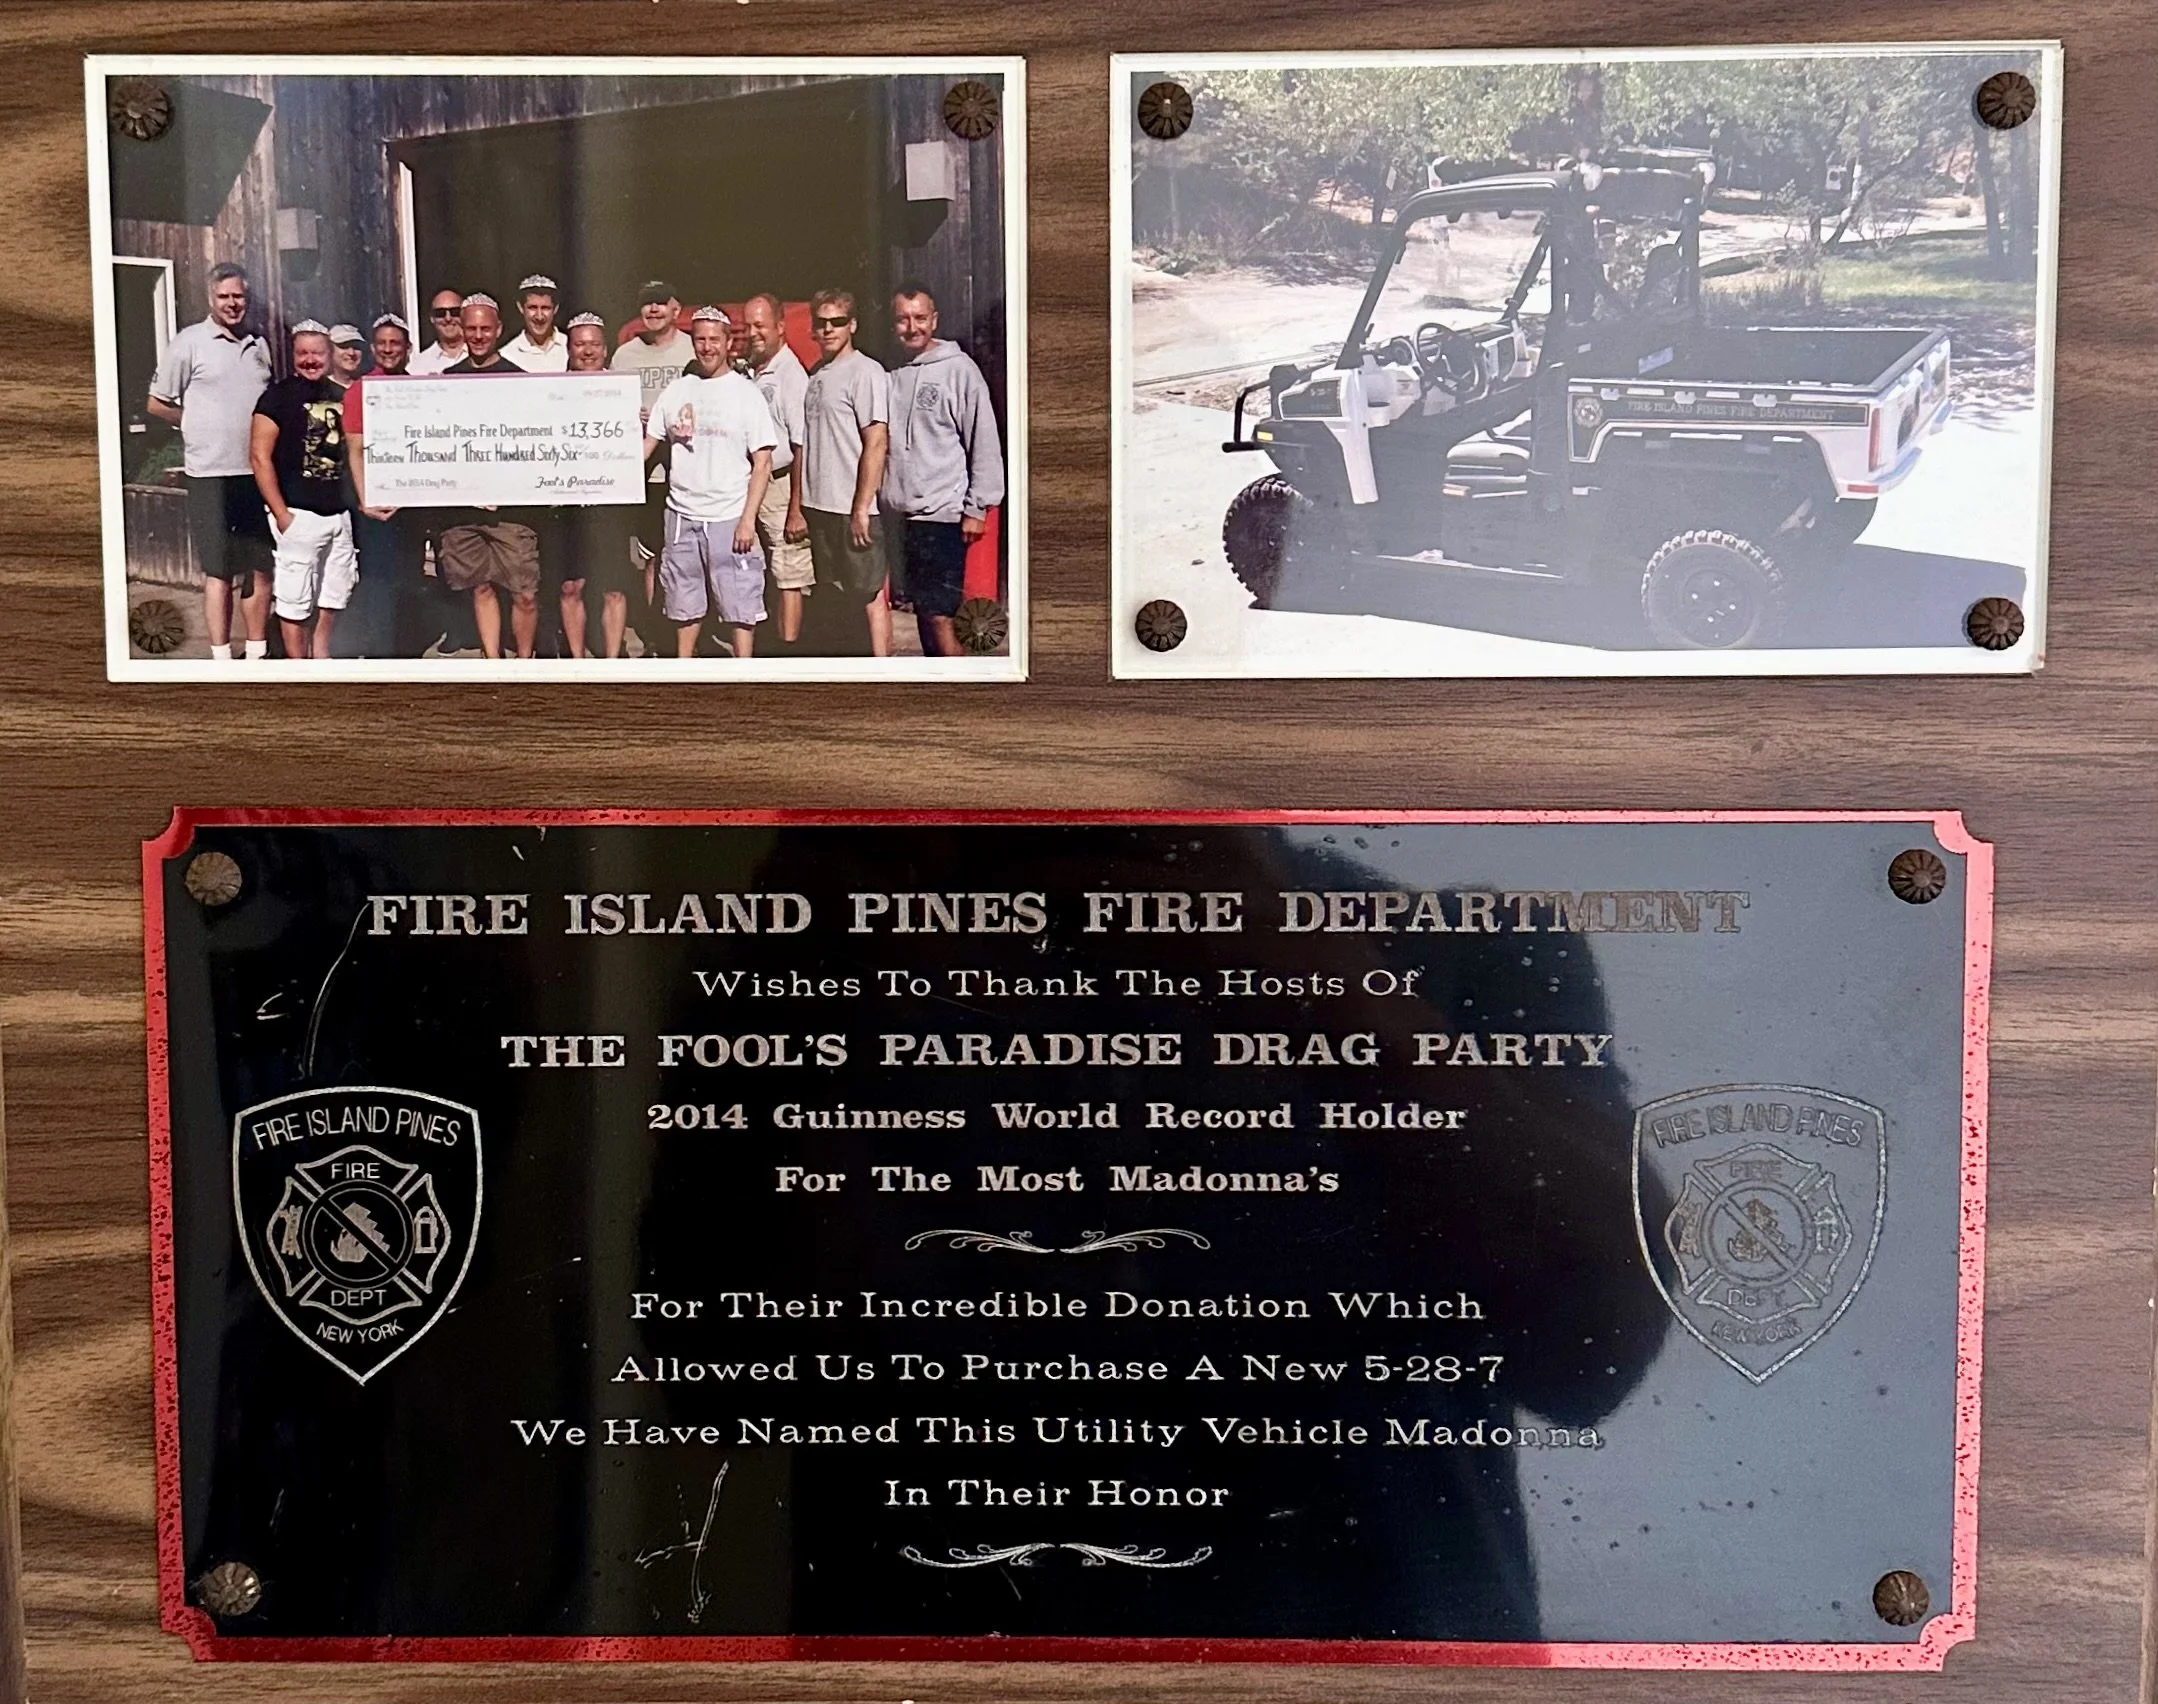 Fire Island Pines Fire Department $ 13,366
Thirteen Thousand Three Hundred Sixty Six
The 2014 Drag Party
Fool's Paradise
FIRE ISLAND PINES FIRE DEPARTMENT
FIRE ISLAND PINES FIRE DEPARTMENT
Wishes To Thank The Hosts Of
THE FOOL'S PARADISE DRAG PARTY
2014 Guinness World Record Holder
For The Most Madonna's
For Their Incredible Donation Which
Allowed Us To Purchase A New 5-28-7
We Have Named This Utility Vehicle Madonna
In Their Honor
FIRE ISLAND PINES
FIRE
DEPT
NEW YORK
FIRE ISLAND PINES
FIRE
DEPT
NEW YORK